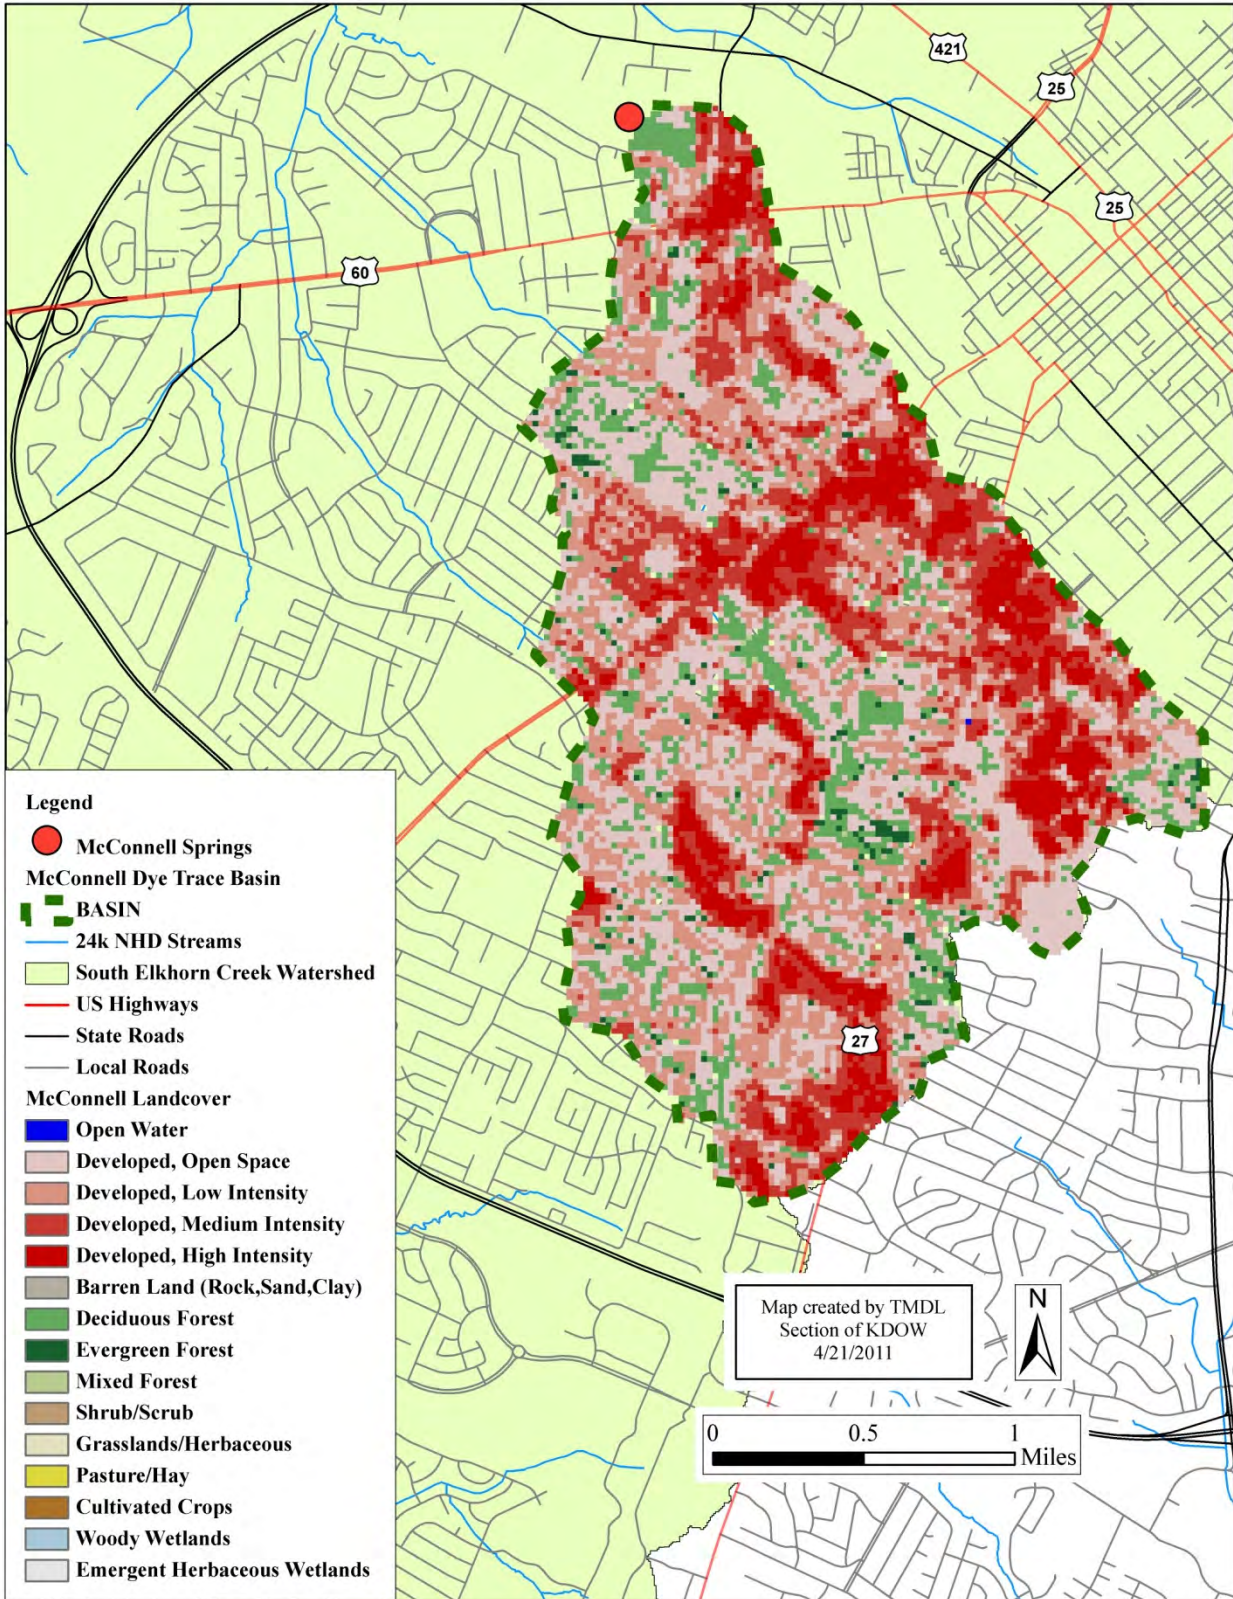 421
25
25
60
27
Legend
McConnell Springs
McConnell Dye Trace Basin
BASIN
24k NHD Streams
South Elkhorn Creek Watershed
US Highways
State Roads
Local Roads
McConnell Landcover
Open Water
Developed, Open Space
Developed, Low Intensity
Developed, Medium Intensity
Developed, High Intensity
Barren Land (Rock,Sand,Clay)
Deciduous Forest
Evergreen Forest
Mixed Forest
Shrub/Scrub
Grasslands/Herbaceous
Pasture/Hay
Cultivated Crops
Woody Wetlands
Emergent Herbaceous Wetlands
Map created by TMDL
Section of KDOW
4/21/2011
N
0 0.5 1
Miles